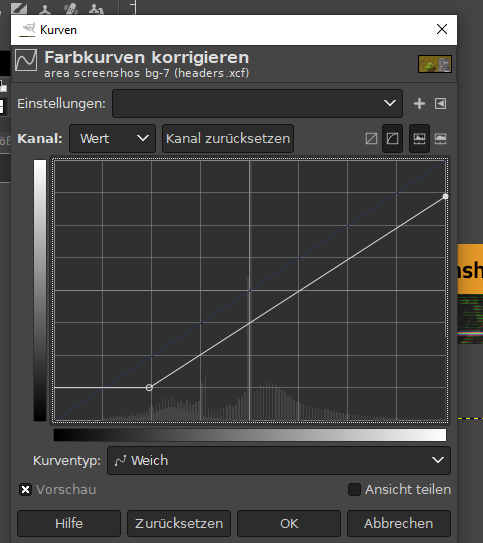 Kurven
Farbkurven korrigieren
area screenshos bg-7 (headers.xcf)
Einstellungen:
Kanal: Wert Kanal zurücksetzen
nsh
Kurventyp: Weich
Vorschau Ansicht teilen
Hilfe Zurücksetzen OK Abbrechen